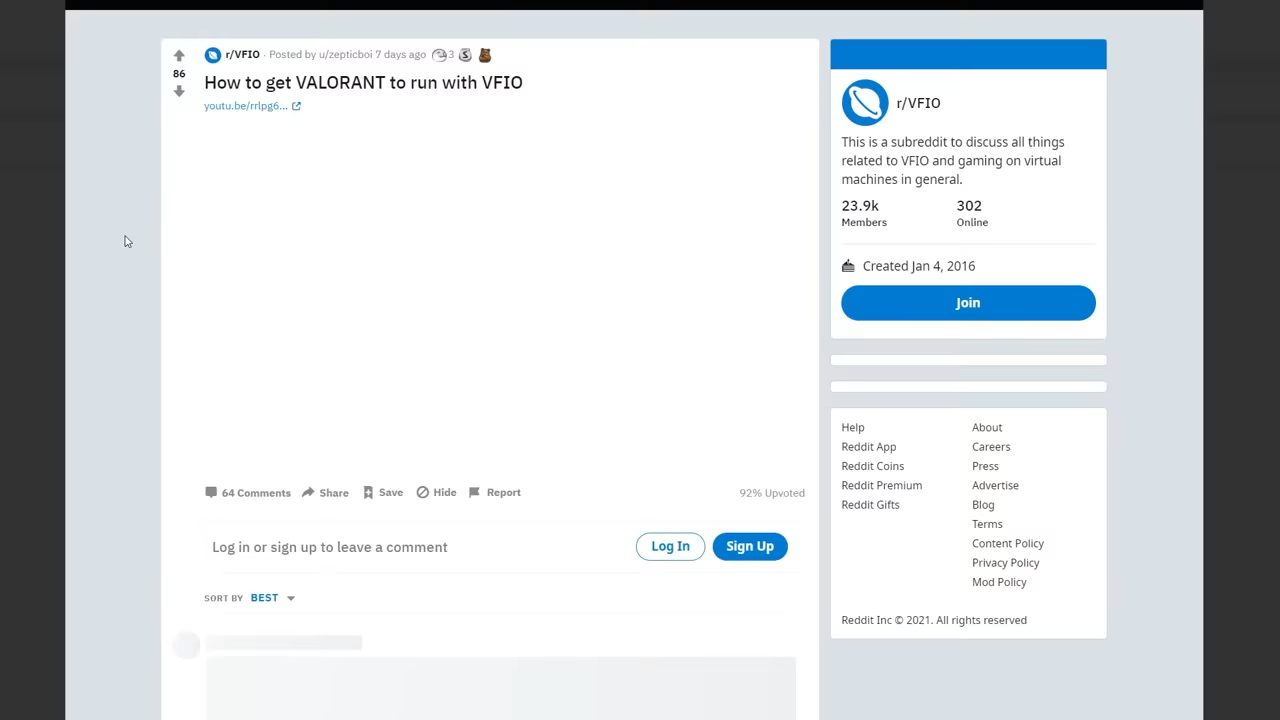 r/VFIO · Posted by u/zepticboi 7 days ago 3 S
86
How to get VALORANT to run with VFIO
youtu.be/rrlpg6...
64 Comments Share Save Hide Report 92% Upvoted
Log in or sign up to leave a comment Log In Sign Up
SORT BY BEST
r/VFIO
This is a subreddit to discuss all things
related to VFIO and gaming on virtual
machines in general.
23.9k 302
Members Online
Created Jan 4, 2016
Join
Help About
Reddit App Careers
Reddit Coins Press
Reddit Premium Advertise
Reddit Gifts Blog
Terms
Content Policy
Privacy Policy
Mod Policy
Reddit Inc © 2021. All rights reserved